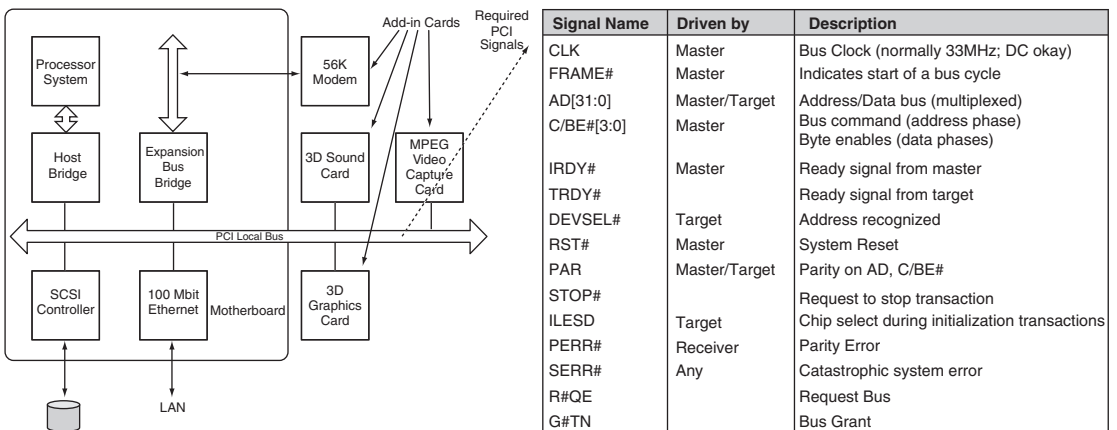 Add-in Cards
Required
PCI
Signals
Processor
System
56K
Modem
Host
Bridge
Expansion
Bus
Bridge
3D Sound
Card
MPEG
Video
Capture
Card
PCI Local Bus
SCSI
Controller
100 Mbit
Ethernet
Motherboard
3D
Graphics
Card
LAN
Signal Name Driven by Description
CLK Master Bus Clock (normally 33MHz; DC okay)
FRAME# Master Indicates start of a bus cycle
AD[31:0] Master/Target Address/Data bus (multiplexed)
C/BE#[3:0] Master Bus command (address phase)
Byte enables (data phases)
IRDY# Master Ready signal from master
TRDY# Ready signal from target
DEVSEL# Target Address recognized
RST# Master System Reset
PAR Master/Target Parity on AD, C/BE#
STOP# Request to stop transaction
ILESD Target Chip select during initialization transactions
PERR# Receiver Parity Error
SERR# Any Catastrophic system error
R#QE Request Bus
G#TN Bus Grant